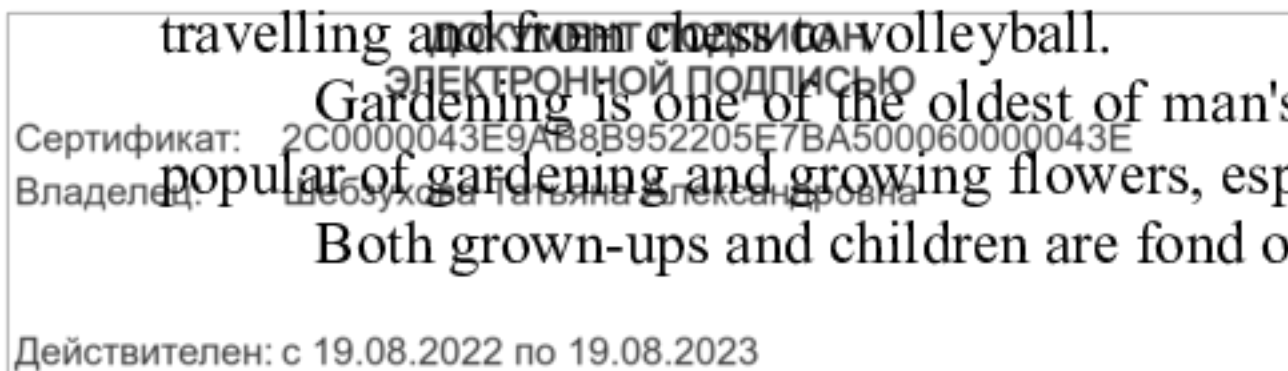 travelling and from chess to volleyball.
ДОКУМЕНТ ПОДПИСАН
ЭЛЕКТРОННОЙ ПОДПИСЬЮ
Gardening is one of the oldest of man's
Сертификат: 2C0000043E9AB8B952205E7BA500060000043E
popular of gardening and growing flowers, esp
Владелец: Шебзухова Татьяна Александровна
Both grown-ups and children are fond o
Действителен: с 19.08.2022 по 19.08.2023